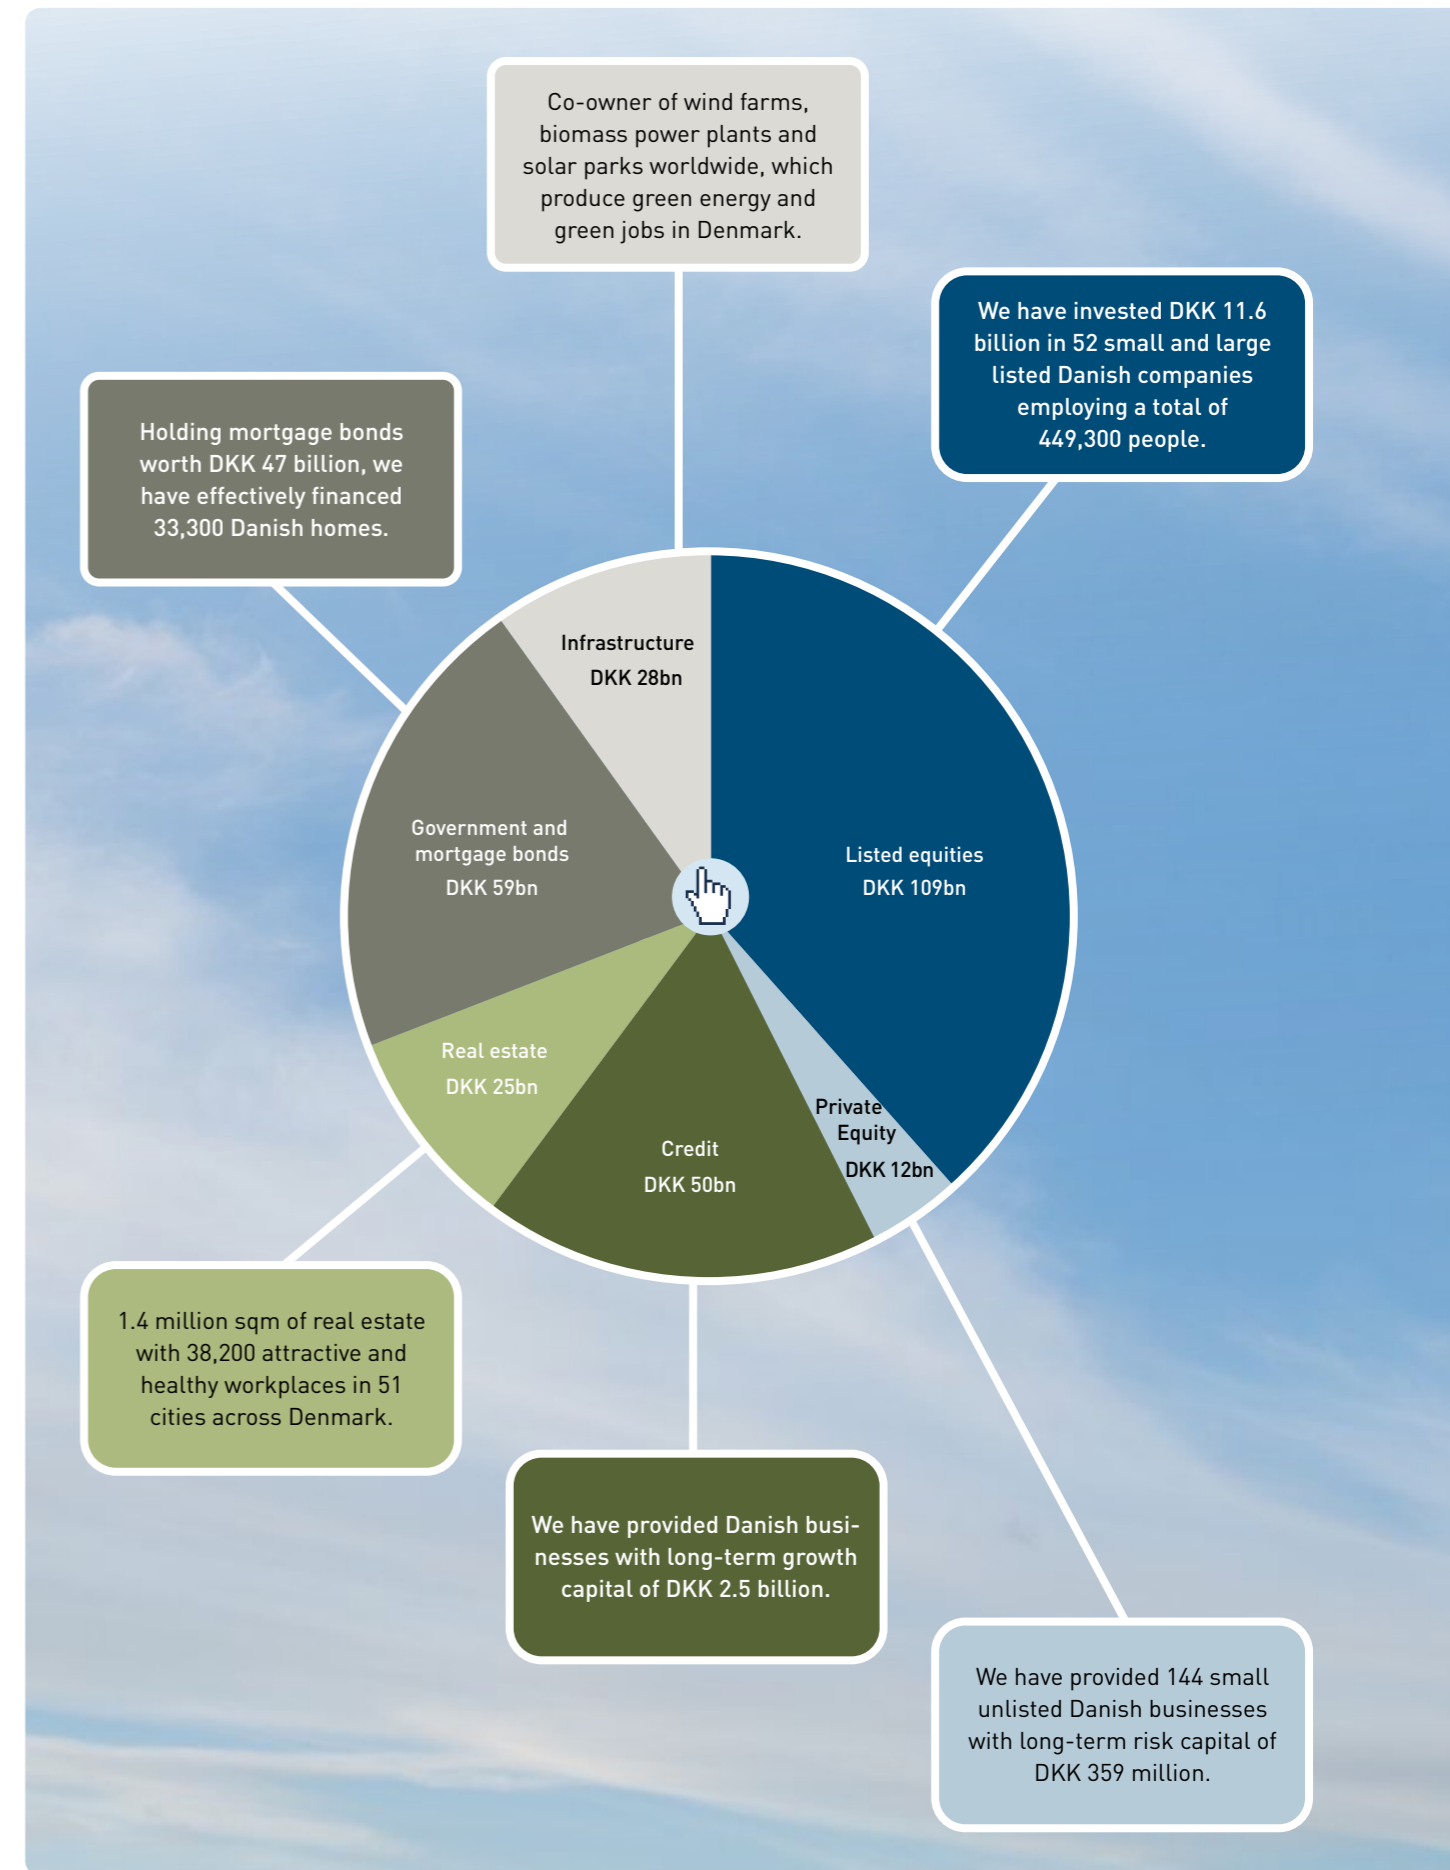 Co-owner of wind farms,
biomass power plants and
solar parks worldwide, which
produce green energy and
green jobs in Denmark.
We have invested DKK 11.6
billion in 52 small and large
listed Danish companies
employing a total of
449,300 people.
Holding mortgage bonds
worth DKK 47 billion, we
have effectively financed
33,300 Danish homes.
Infrastructure
DKK 28bn
Government and
mortgage bonds
DKK 59bn
Listed equities
DKK 109bn
Real estate
DKK 25bn
Private
Equity
DKK 12bn
Credit
DKK 50bn
1.4 million sqm of real estate
with 38,200 attractive and
healthy workplaces in 51
cities across Denmark.
We have provided Danish busi-
nesses with long-term growth
capital of DKK 2.5 billion.
We have provided 144 small
unlisted Danish businesses
with long-term risk capital of
DKK 359 million.